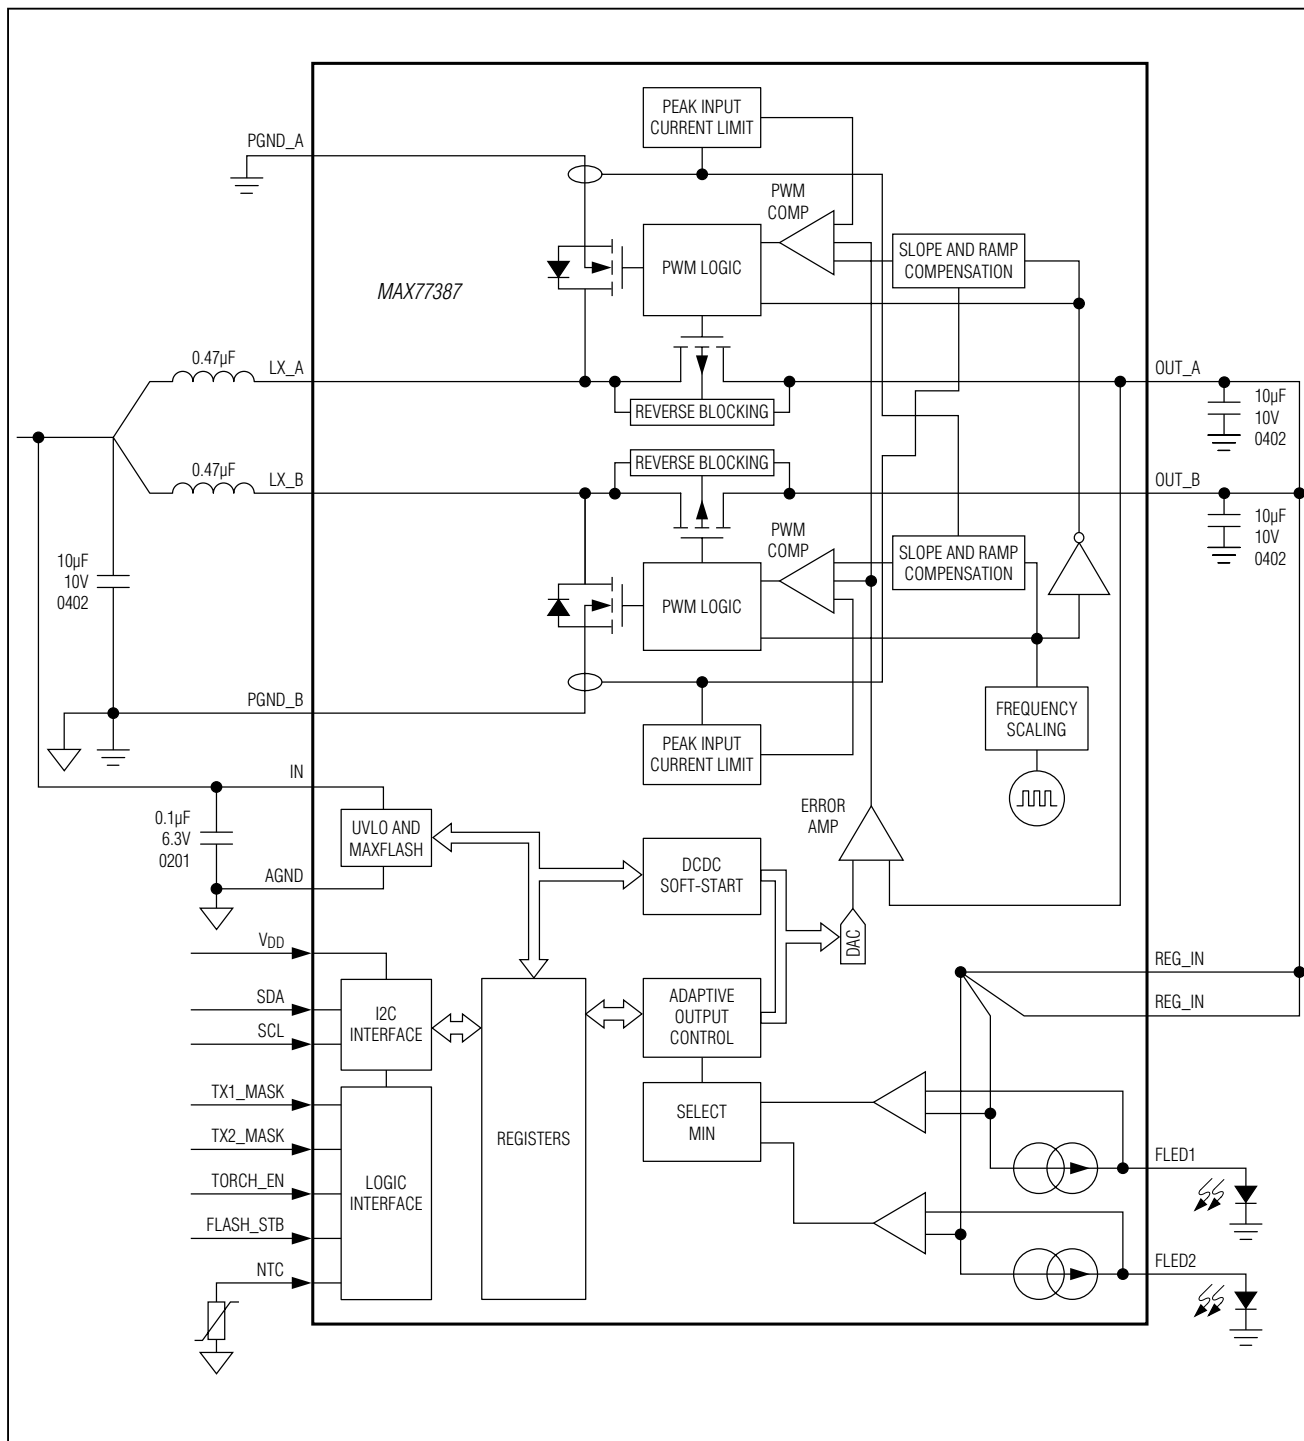 PEAK INPUT
CURRENT LIMIT
PGND_A
PWM
COMP
PWM LOGIC
SLOPE AND RAMP
COMPENSATION
MAX77387
0.47µF
LX_A
OUT_A
REVERSE BLOCKING
10µF
10V
0402
REVERSE BLOCKING
0.47µF
LX_B
OUT_B
PWM
COMP
10µF
10V
0402
SLOPE AND RAMP
COMPENSATION
10µF
10V
0402
PWM LOGIC
PGND_B
FREQUENCY
SCALING
PEAK INPUT
CURRENT LIMIT
IN
0.1µF
6.3V
0201
UVLO AND
MAXFLASH
ERROR
AMP
DCDC
SOFT-START
AGND
VDD
DAC
REG_IN
SDA
SCL
I2C
INTERFACE
ADAPTIVE
OUTPUT
CONTROL
REG_IN
TX1_MASK
TX2_MASK
TORCH_EN
FLASH_STB
NTC
LOGIC
INTERFACE
REGISTERS
SELECT
MIN
FLED1
FLED2